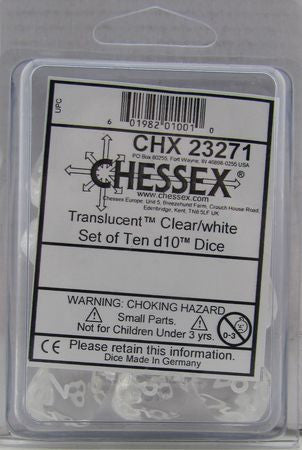 UPC
6 01982 01001 0
CHX 23271
PO Box 80255, Fort Wayne, IN 46898-0255 USA
CHESSEX®
www.chessex.com
Chessex Europe, Unit 5, Breezehurst Farm, Crouch House Road
Edenbridge, Kent, TN8 5LF UK
Translucent™ Clear/white
Set of Ten d10™ Dice
WARNING: CHOKING HAZARD
Small Parts.
Not for Children Under 3 yrs.
0-3
CE Please retain this information.
Dice Made In Germany